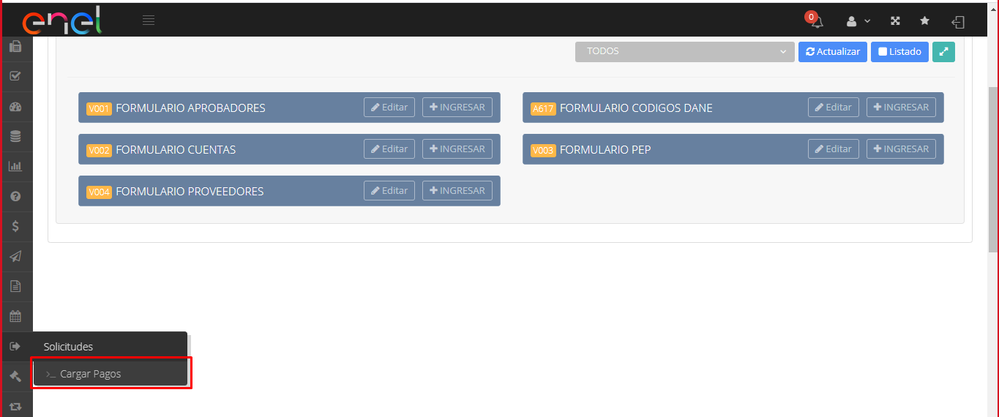 enel
0
TODOS
Actualizar
Listado
V001 FORMULARIO APROBADORES
Editar
INGRESAR
A617 FORMULARIO CODIGOS DANE
Editar
INGRESAR
V002 FORMULARIO CUENTAS
Editar
INGRESAR
V003 FORMULARIO PEP
Editar
INGRESAR
V004 FORMULARIO PROVEEDORES
Editar
INGRESAR
Solicitudes
Cargar Pagos